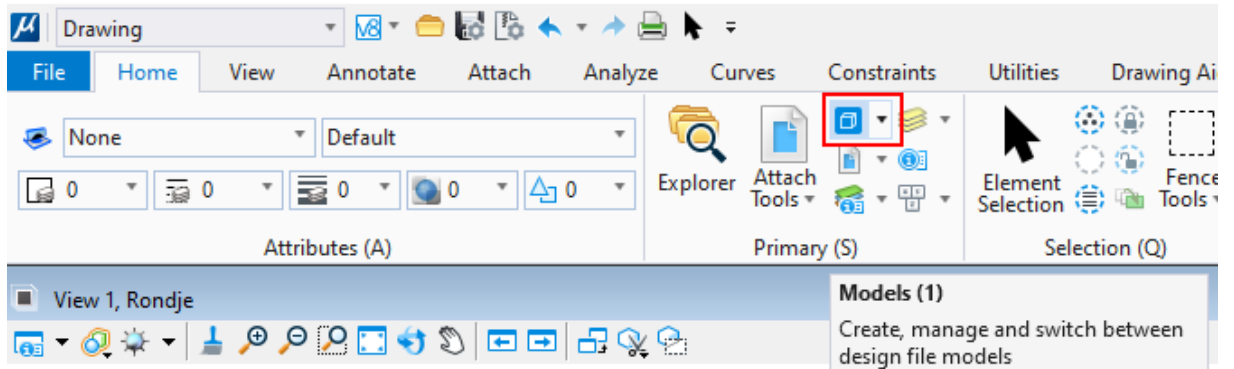 Drawing
File Home View Annotate Attach Analyze Curves Constraints Utilities Drawing Ai
None Default
0 0 0 0 0
Explorer Attach Tools
Element Selection
Fence Tools
Attributes (A) Primary (S) Selection (Q)
View 1, Rondje
Models (1)
Create, manage and switch between
design file models